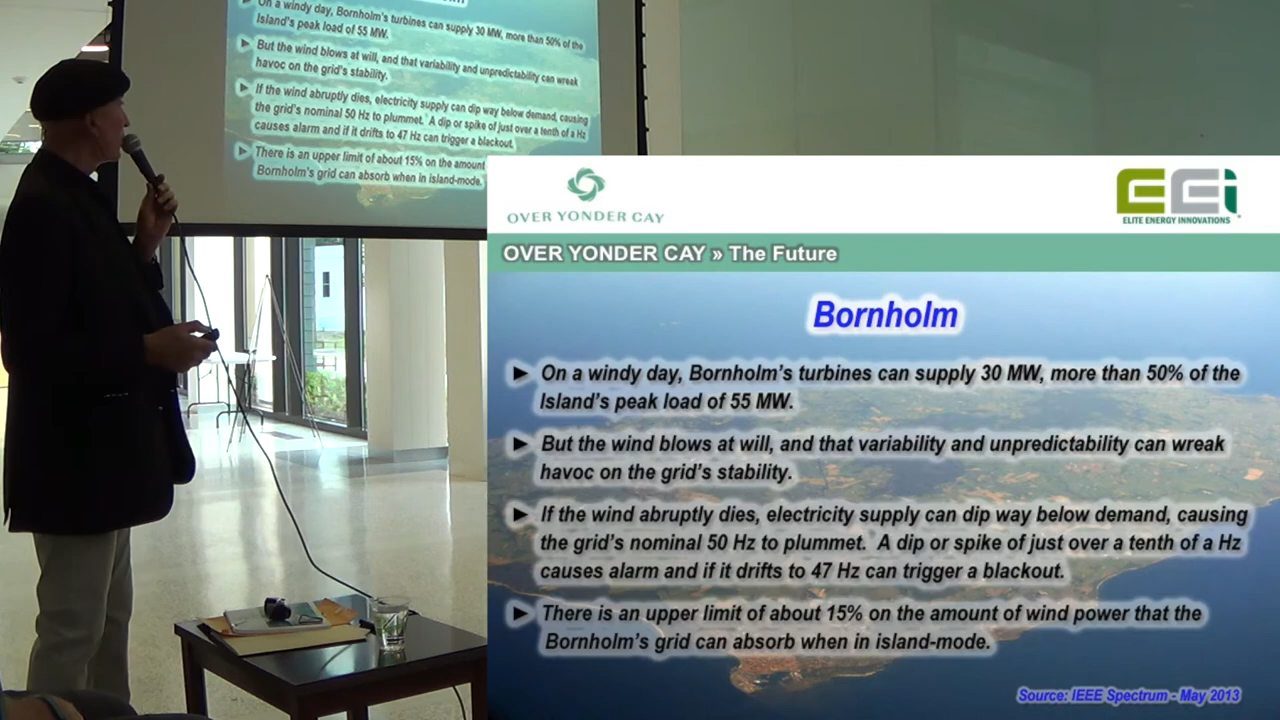 On a windy day, Bornholm's turbines can supply 30 MW, more than 50% of the
Island's peak load of 55 MW.
But the wind blows at will, and that variability and unpredictability can wreak
havoc on the grid's stability.
If the wind abruptly dies, electricity supply can dip way below demand, causing
the grid's nominal 50 Hz to plummet. A dip or spike of just over a tenth of a Hz
causes alarm and if it drifts to 47 Hz can trigger a blackout.
There is an upper limit of about 15% on the amount
Bornholm's grid can absorb when in island-mode.
OVER YONDER CAY
EEi
ELITE ENERGY INNOVATIONS
OVER YONDER CAY » The Future
Bornholm
► On a windy day, Bornholm's turbines can supply 30 MW, more than 50% of the
Island's peak load of 55 MW.
► But the wind blows at will, and that variability and unpredictability can wreak
havoc on the grid's stability.
► If the wind abruptly dies, electricity supply can dip way below demand, causing
the grid's nominal 50 Hz to plummet. A dip or spike of just over a tenth of a Hz
causes alarm and if it drifts to 47 Hz can trigger a blackout.
► There is an upper limit of about 15% on the amount of wind power that the
Bornholm's grid can absorb when in island-mode.
Source: IEEE Spectrum - May 2013